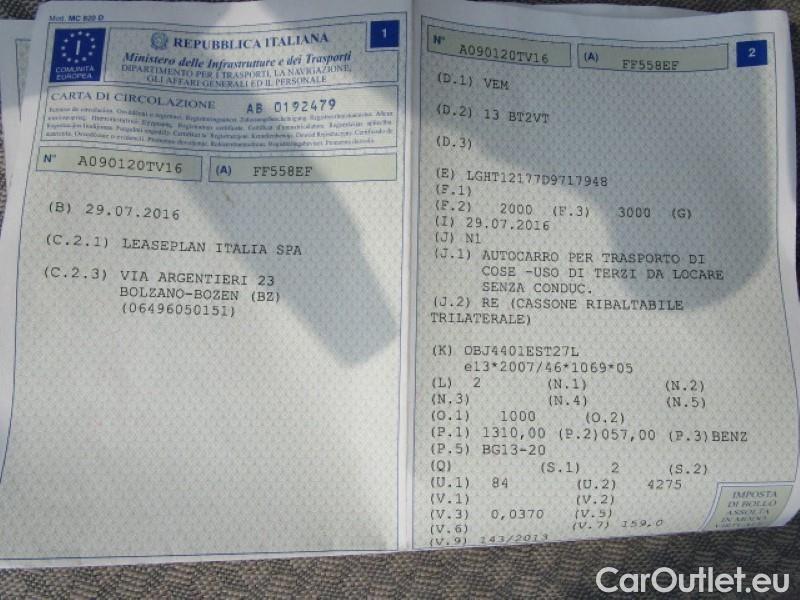 Mod. MC 820 D
I
COMUNITÀ
EUROPEA
REPUBBLICA ITALIANA
Ministero delle Infrastrutture e dei Trasporti
DIPARTIMENTO PER I TRASPORTI, LA NAVIGAZIONE,
GLI AFFARI GENERALI ED IL PERSONALE
1
CARTA DI CIRCOLAZIONE AB 0192479
N° A090120TV16 (A) FF558EF
(B) 29.07.2016
(C.2.1) LEASEPLAN ITALIA SPA
(C.2.3) VIA ARGENTIERI 23
BOLZANO-BOZEN (BZ)
(06496050151)
N° A090120TV16 (A) FF558EF
2
(D.1) VEM
(D.2) 13 BT2VT
(D.3)
(E) LGHT12177D9717948
(F.1)
(F.2) 2000 (F.3) 3000 (G)
(I) 29.07.2016
(J) N1
(J.1) AUTOCARRO PER TRASPORTO DI
COSE -USO DI TERZI DA LOCARE
SENZA CONDUC.
(J.2) RE (CASSONE RIBALTABILE
TRILATERALE)
(K) OBJ4401EST27L
e13*2007/46*1069*05
(L) 2 (N.1) (N.2)
(N.3) (N.4) (N.5)
(O.1) 1000 (O.2)
(P.1) 1310,00 (P.2)057,00 (P.3)BENZ
(P.5) BG13-20
(Q) (S.1) 2 (S.2)
(U.1) 84 (U.2) 4275
(V.1) (V.2)
(V.3) 0,0370 (V.5)
(V.6) (V.7) 159.0
(V.9) 143/2013
IMPOSTA
DI BOLLO
ASSOLTA
IN MODO
CarOutlet.eu